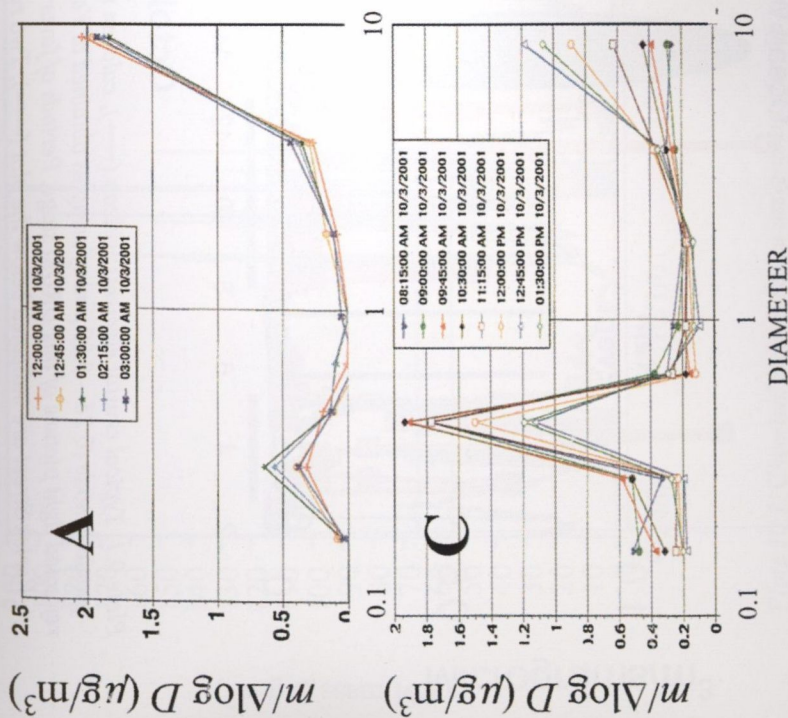 A
2.5
2
1.5
1
0.5
0
m/Δlog D (μg/m³)
12:00:00 AM 10/3/2001
12:45:00 AM 10/3/2001
01:30:00 AM 10/3/2001
02:15:00 AM 10/3/2001
03:00:00 AM 10/3/2001
0.1
1
10
C
2
1.8
1.6
1.4
1.2
1
).8
0.6
0.4
0.2
0
m/Δlog D (μg/m³)
08:15:00 AM 10/3/2001
09:00:00 AM 10/3/2001
09:45:00 AM 10/3/2001
10:30:00 AM 10/3/2001
11:15:00 AM 10/3/2001
12:00:00 PM 10/3/2001
12:45:00 PM 10/3/2001
01:30:00 PM 10/3/2001
0.1
1
10
DIAMETER